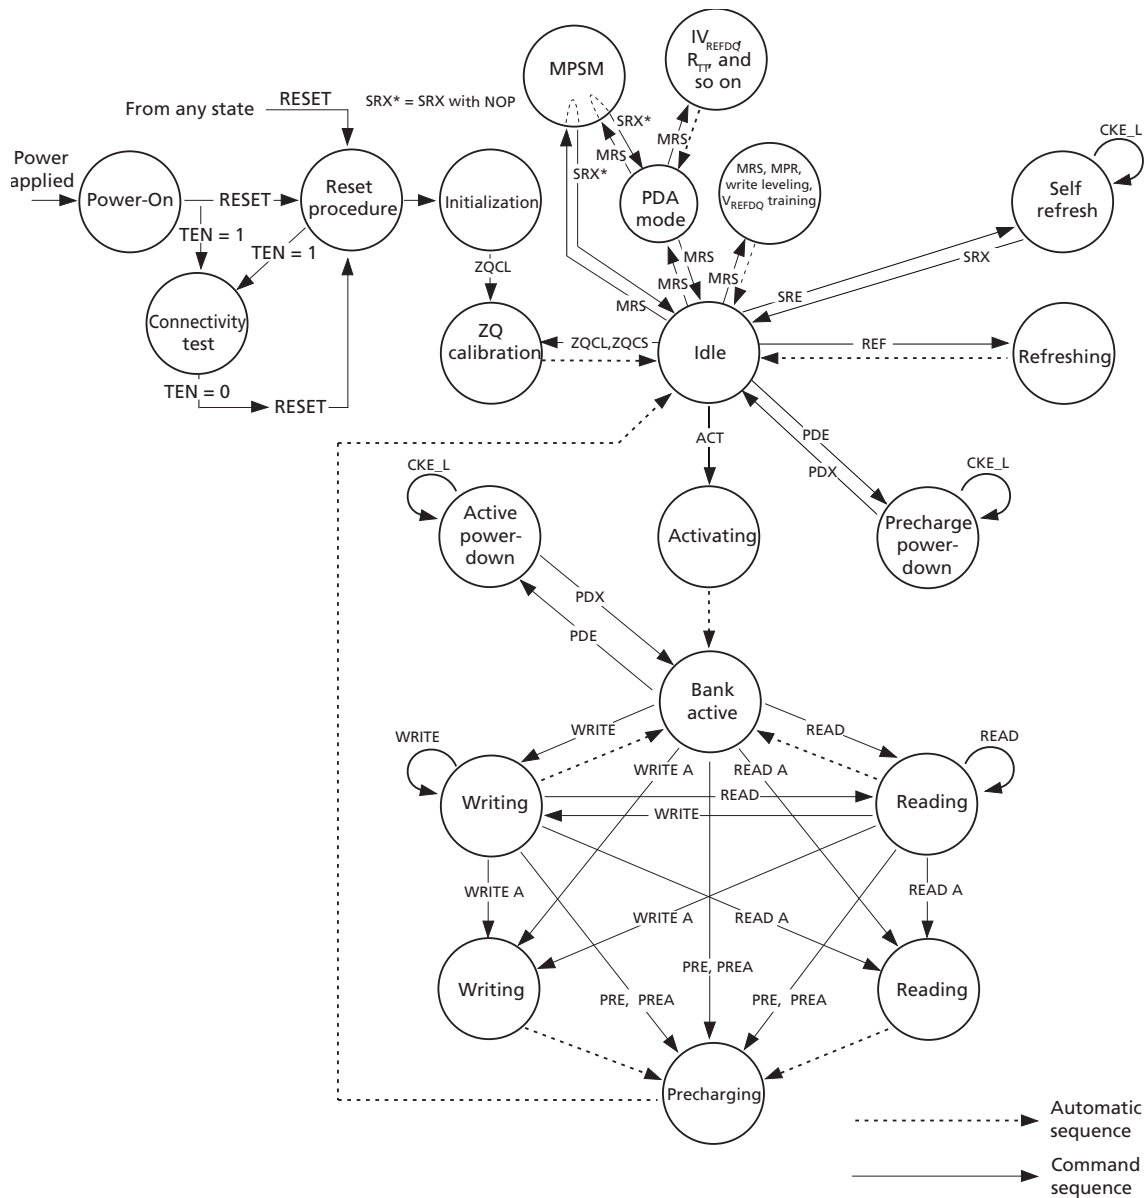 IV_REFDQ,
R_TT, and
so on
MPSM
From any state
RESET
SRX* = SRX with NOP
SRX*
MRS
MRS
SRX*
CKE_L
Power
applied
Power-On
RESET
Reset
procedure
Initialization
PDA
mode
MRS, MPR,
write leveling,
V_REFDQ training
Self
refresh
TEN = 1
TEN = 1
ZQCL
MRS
MRS
MRS
MRS
SRE
SRX
Connectivity
test
ZQ
calibration
ZQCL,ZQCS
Idle
REF
Refreshing
TEN = 0
RESET
ACT
PDE
PDX
CKE_L
CKE_L
Active
power-
down
Activating
Precharge
power-
down
PDX
PDE
Bank
active
WRITE
WRITE
READ
READ
WRITE A
READ A
Writing
READ
WRITE
Reading
WRITE A
READ A
WRITE A
READ A
Writing
PRE, PREA
Reading
PRE, PREA
PRE, PREA
Precharging
Automatic
sequence
Command
sequence